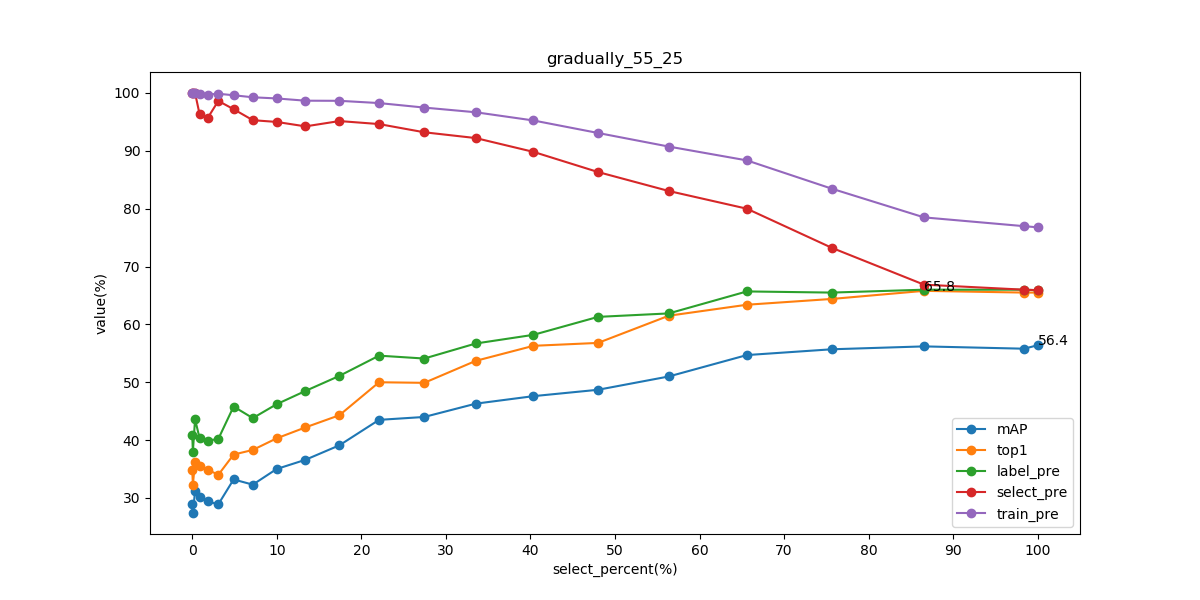 gradually_55_25
value(%)
100
90
80
70
60
50
40
30
65.8
56.4
mAP
top1
label_pre
select_pre
train_pre
0 10 20 30 40 50 60 70 80 90 100
select_percent(%)